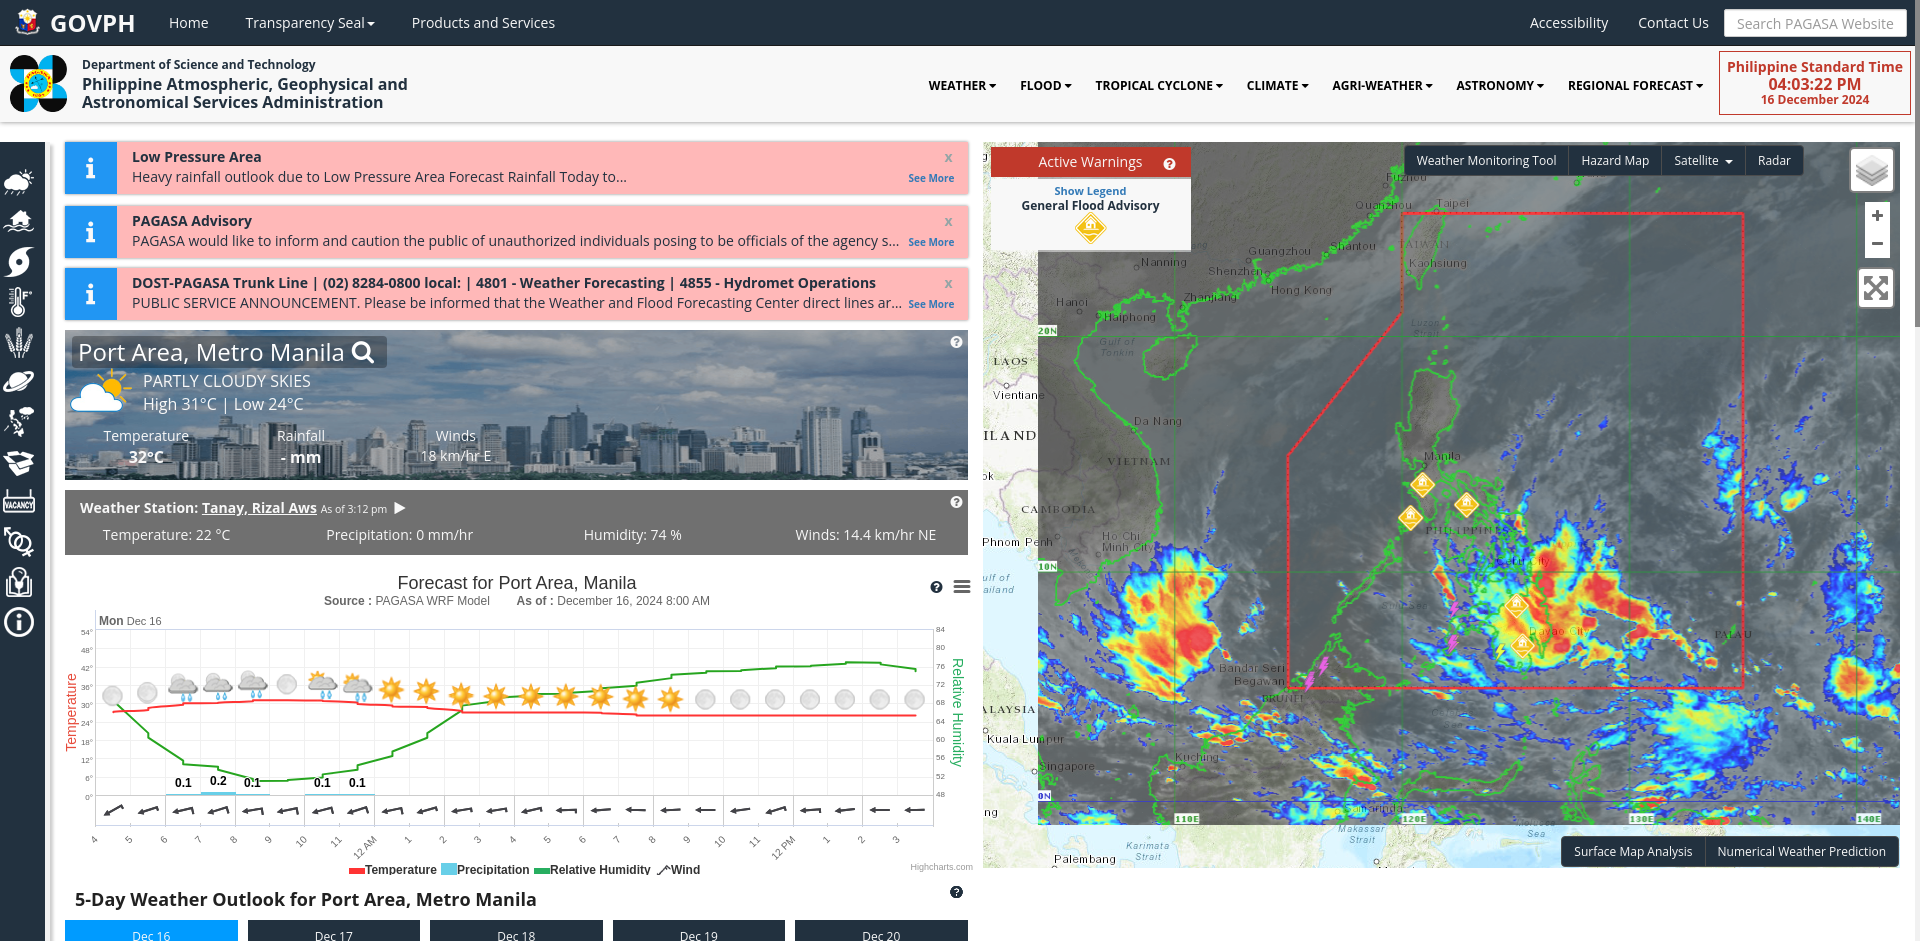 GOVPH
Home
Transparency Seal
Products and Services
Accessibility
Contact Us
Search PAGASA Website
Department of Science and Technology
Philippine Atmospheric, Geophysical and
Astronomical Services Administration
WEATHER
FLOOD
TROPICAL CYCLONE
CLIMATE
AGRI-WEATHER
ASTRONOMY
REGIONAL FORECAST
Philippine Standard Time
04:03:22 PM
16 December 2024
Low Pressure Area
x
Heavy rainfall outlook due to Low Pressure Area Forecast Rainfall Today to...
See More
PAGASA Advisory
x
PAGASA would like to inform and caution the public of unauthorized individuals posing to be officials of the agency s...
See More
DOST-PAGASA Trunk Line | (02) 8284-0800 local: | 4801 - Weather Forecasting | 4855 - Hydromet Operations
x
PUBLIC SERVICE ANNOUNCEMENT. Please be informed that the Weather and Flood Forecasting Center direct lines ar...
See More
VACANCY
Port Area, Metro Manila
PARTLY CLOUDY SKIES
High 31°C | Low 24°C
Temperature
Rainfall
Winds
32°C
- mm
18 km/hr E
Weather Station: Tanay, Rizal Aws As of 3:12 pm
Temperature: 22 °C
Precipitation: 0 mm/hr
Humidity: 74 %
Winds: 14.4 km/hr NE
Forecast for Port Area, Manila
Source : PAGASA WRF Model
As of : December 16, 2024 8:00 AM
Mon Dec 16
54°
48°
42°
36°
30°
24°
18°
12°
6°
0°
Temperature
84
80
76
72
68
64
60
56
52
48
Relative Humidity
0.1
0.2
0.1
0.1
0.1
4
5
6
7
8
9
10
11
12 AM
1
2
3
4
5
6
7
8
9
10
11
12 PM
1
2
3
Temperature
Precipitation
Relative Humidity
Wind
Highcharts.com
5-Day Weather Outlook for Port Area, Metro Manila
Dec 16
Dec 17
Dec 18
Dec 19
Dec 20
Active Warnings
Show Legend
General Flood Advisory
Weather Monitoring Tool
Hazard Map
Satellite
Radar
+
−
Fuzhou
Quanzhou
Taipei
TAIWAN
Kaohsiung
Shantou
Guangzhou
Nanning
Shenzhen
Hong Kong
Zhanjiang
Hanoi
Haiphong
Gulf of
Tonkin
Luzon
Strait
20N
LAOS
Vientiane
Da Nang
ILAND
VIETNAM
Manila
ok
CAMBODIA
PHILIPPINES
Phnom Penh
Ho Chi
Minh City
10N
ulf of
ailand
Davao City
PALAU
Bandar Seri
Begawan
BRUNEI
ALAYSIA
Kuala Lumpur
Kuching
Singapore
0N
ng
Samarinda
110E
120E
130E
140E
Makassar
Strait
Sea
Karimata
Strait
Palembang
Surface Map Analysis
Numerical Weather Prediction